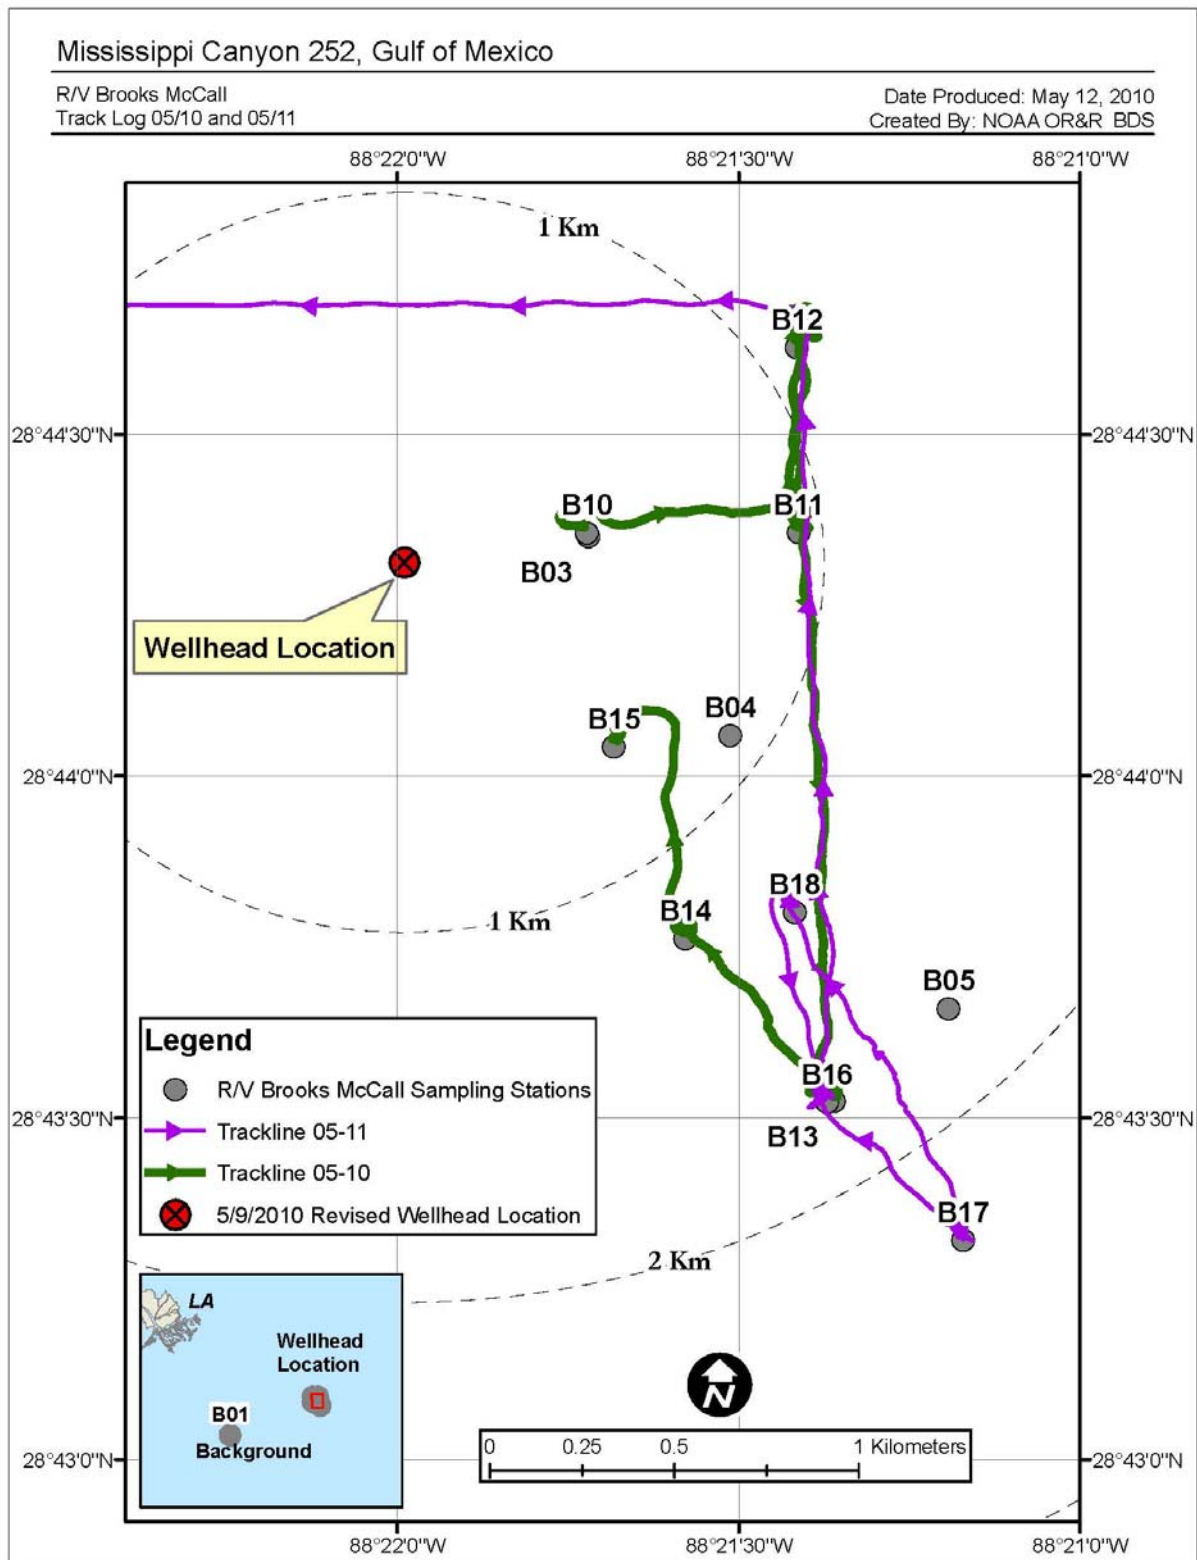 Mississippi Canyon 252, Gulf of Mexico
R/V Brooks McCall
Track Log 05/10 and 05/11
Date Produced: May 12, 2010
Created By: NOAA OR&R BDS
88°22'0"W
88°21'30"W
88°21'0"W
1 Km
B12
28°44'30"N
28°44'30"N
B10
B11
B03
Wellhead Location
B15
B04
28°44'0"N
28°44'0"N
B18
B14
1 Km
B05
Legend
R/V Brooks McCall Sampling Stations
Trackline 05-11
Trackline 05-10
5/9/2010 Revised Wellhead Location
B16
28°43'30"N
28°43'30"N
B13
B17
2 Km
LA
Wellhead
Location
B01
Background
N
0 0.25 0.5 1 Kilometers
28°43'0"N
28°43'0"N
88°22'0"W
88°21'30"W
88°21'0"W